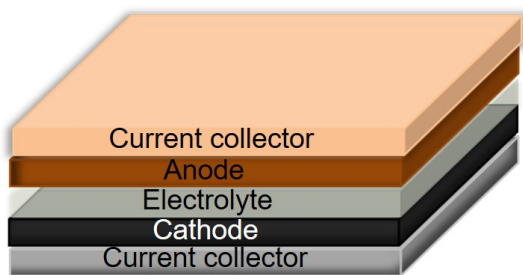 Current collector
Anode
Electrolyte
Cathode
Current collector